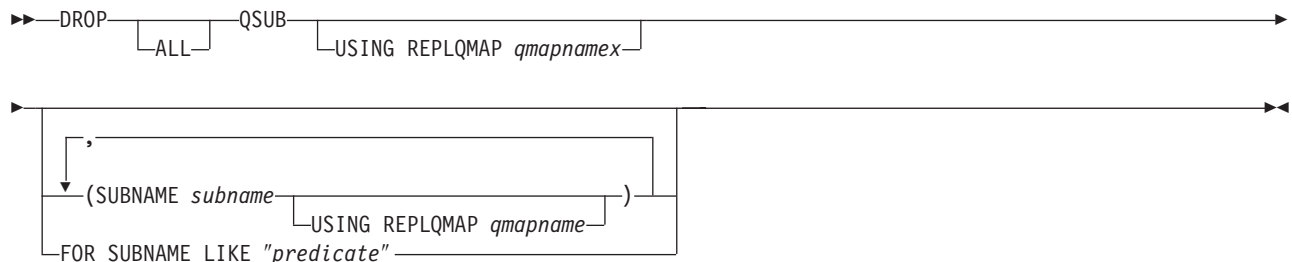 DROP ALL QSUB USING REPLQMAP qmapnamex
,
(SUBNAME subname USING REPLQMAP qmapname )
FOR SUBNAME LIKE "predicate"